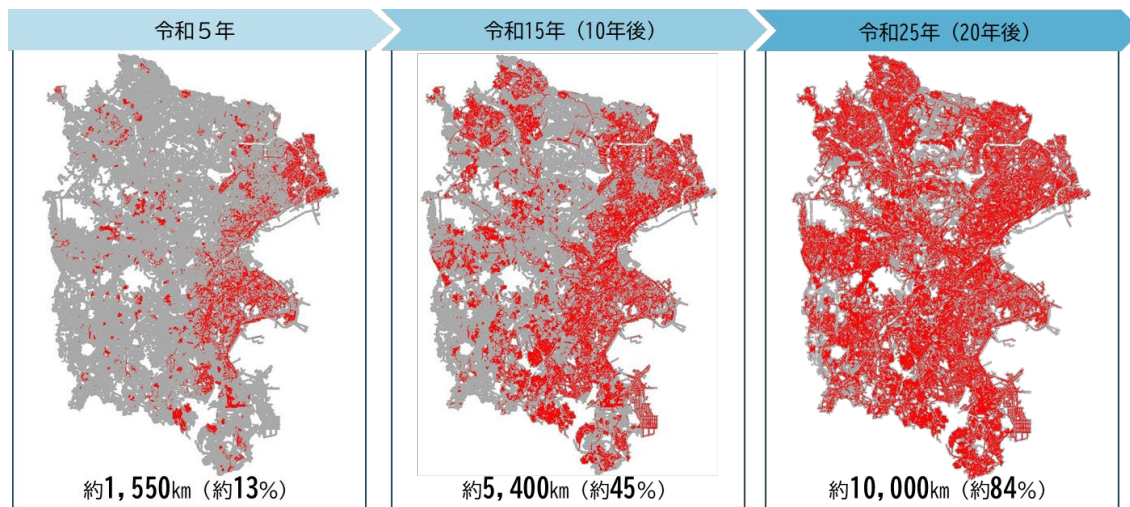 令和５年
令和15年（10年後）
令和25年（20年後）
約1,550㎞（約13％）
約5,400㎞（約45％）
約10,000㎞（約84％）